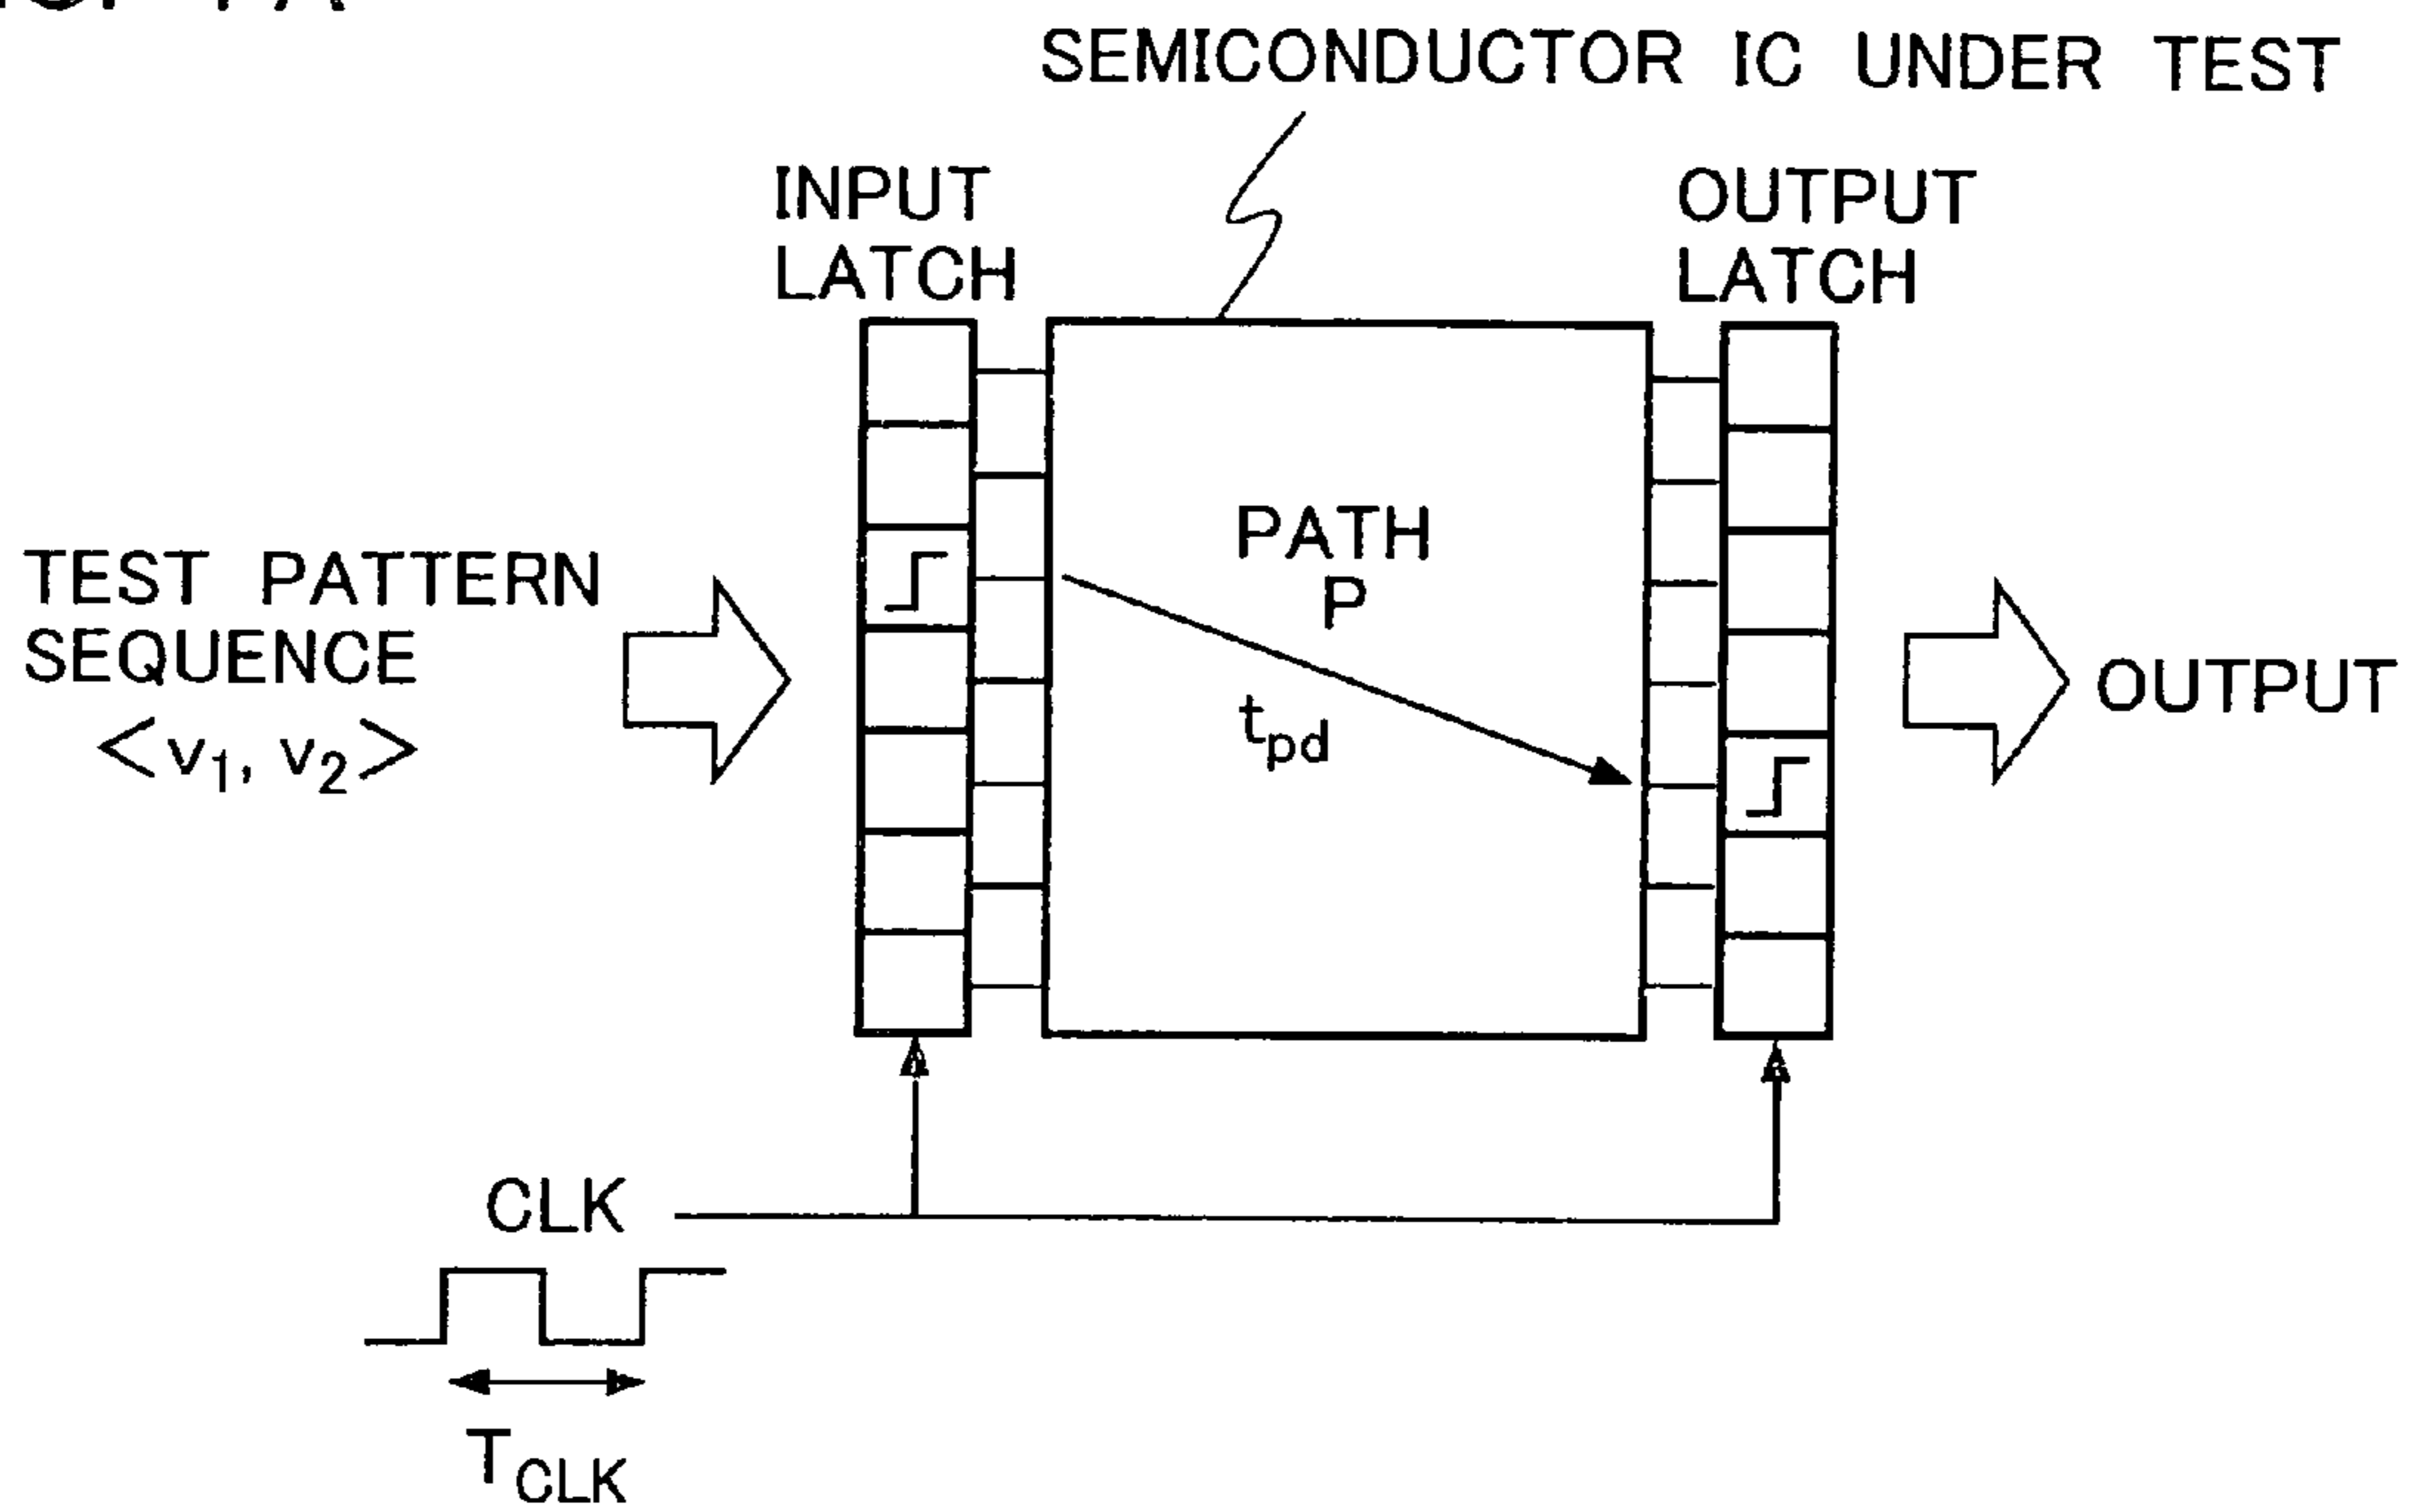 SEMICONDUCTOR IC UNDER TEST
INPUT
LATCH
OUTPUT
LATCH
PATH
P
TEST PATTERN
SEQUENCE
<v₁, v₂>
tpd
OUTPUT
CLK
TCLK